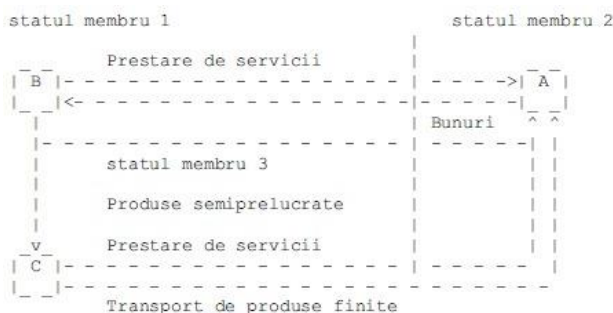 statul membru 1 statul membru 2
Prestare de servicii
B A
Bunuri
statul membru 3
Produse semiprelucrate
Prestare de servicii
C
Transport de produse finite